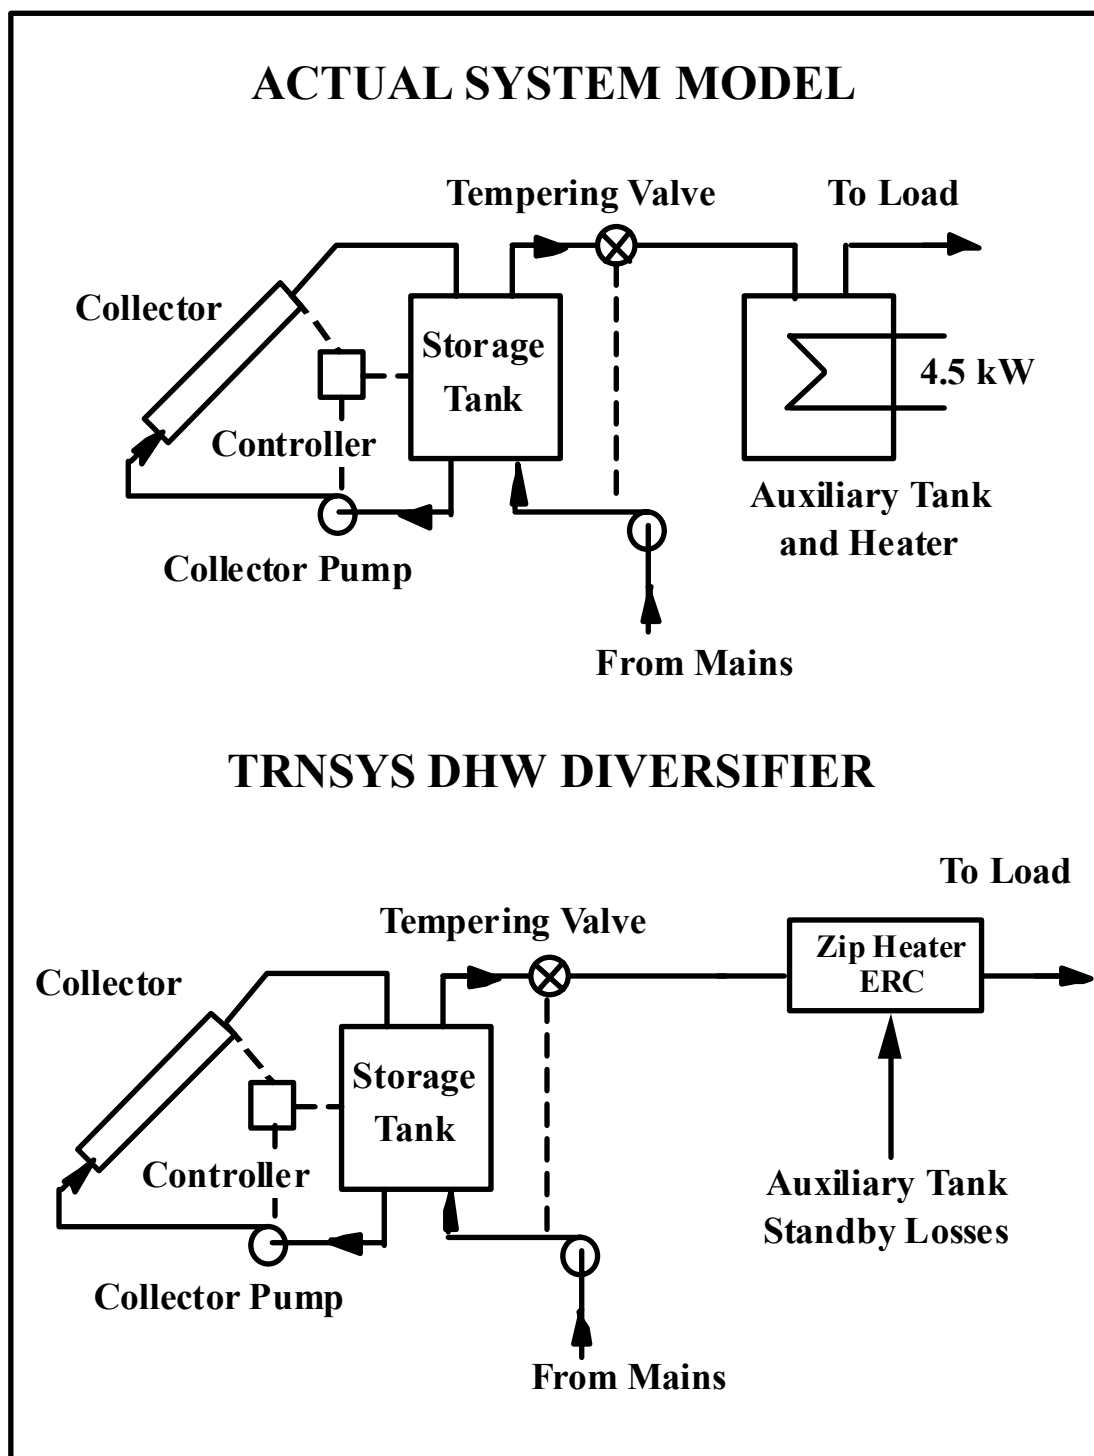 ACTUAL SYSTEM MODEL
Tempering Valve
To Load
Collector
Storage
Tank
4.5 kW
Controller
Auxiliary Tank
and Heater
Collector Pump
From Mains
TRNSYS DHW DIVERSIFIER
To Load
Tempering Valve
Zip Heater
ERC
Collector
Storage
Tank
Controller
Auxiliary Tank
Standby Losses
Collector Pump
From Mains